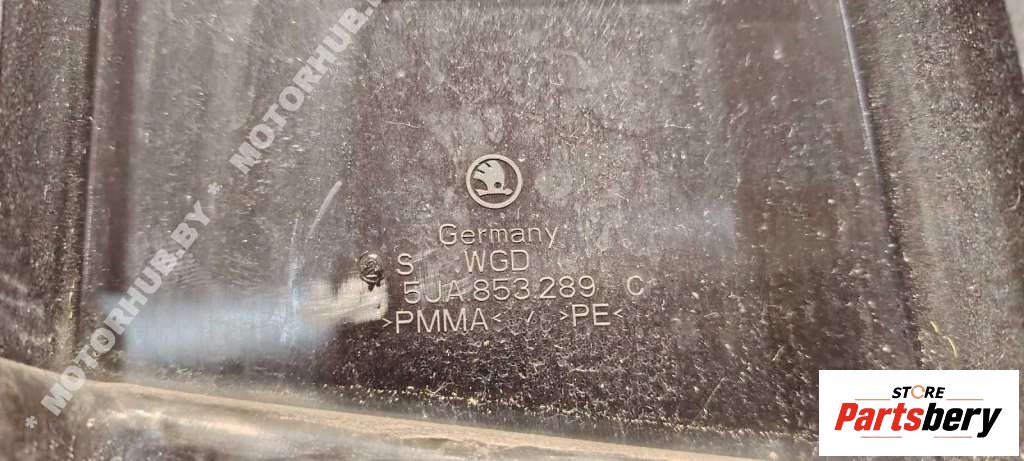 * MOTORHUB.BY * MOTORHUB.BY
Germany
S WGD
5JA 853 289 C
>PMMA< / >PE<
STORE
Partsbery